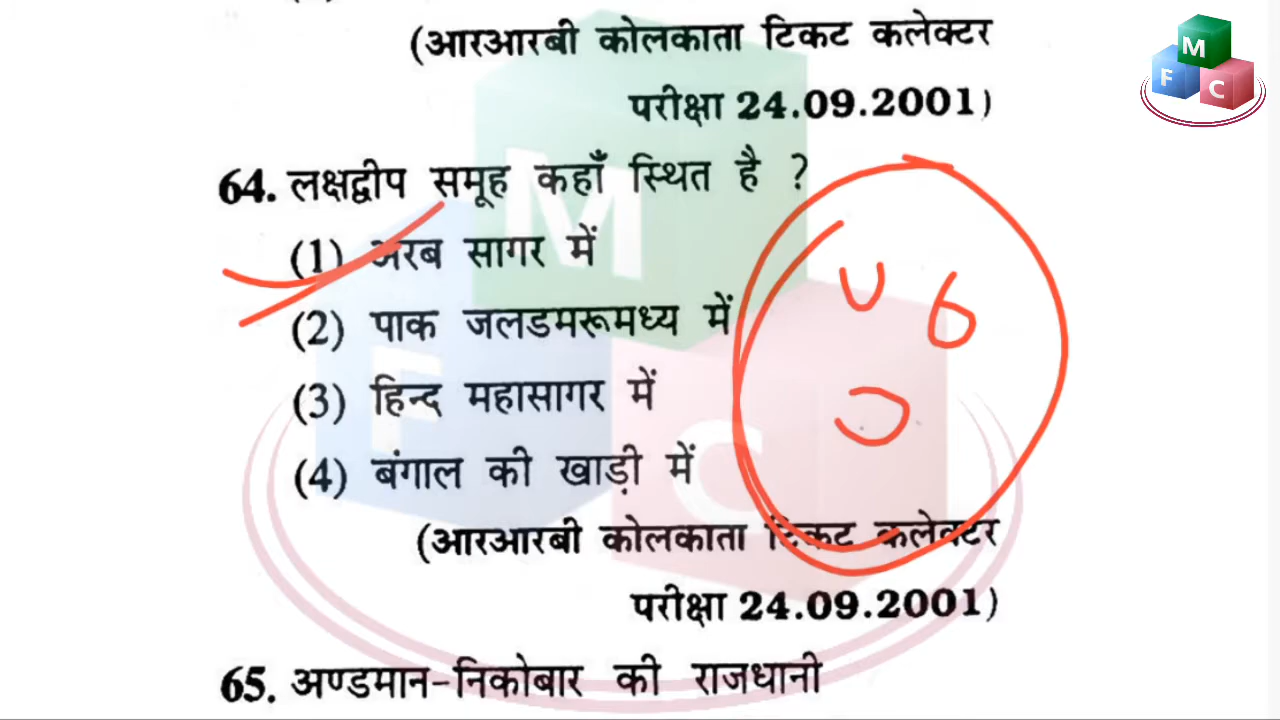 (आरआरबी कोलकाता टिकट कलेक्टर
परीक्षा 24.09.2001)
64. लक्षद्वीप समूह कहाँ स्थित है ?
(1) अरब सागर में
(2) पाक जलडमरूमध्य में
(3) हिन्द महासागर में
(4) बंगाल की खाड़ी में
(आरआरबी कोलकाता टिकट कलेक्टर
परीक्षा 24.09.2001)
65. अण्डमान-निकोबार की राजधानी
M
F C
M
F C